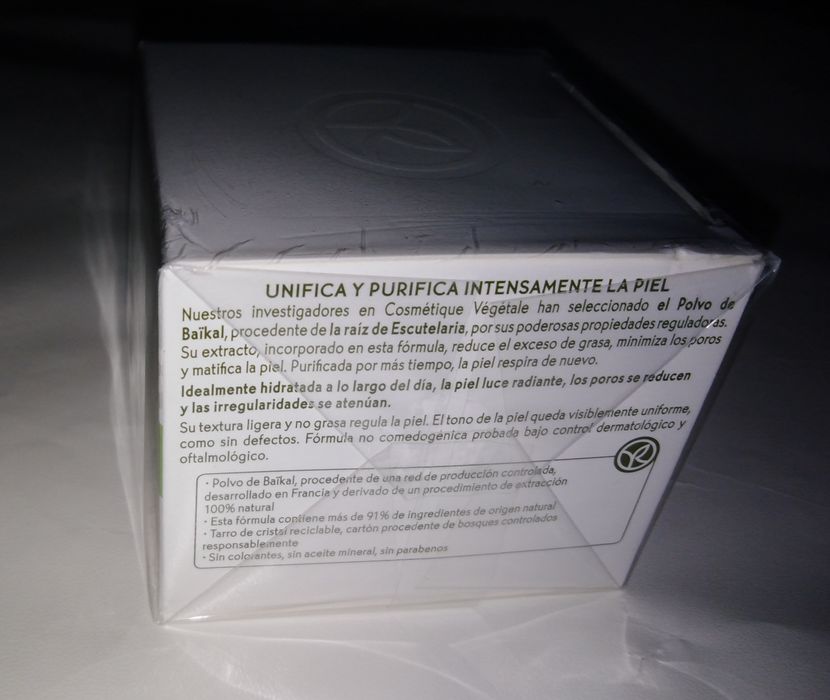 UNIFICA Y PURIFICA INTENSAMENTE LA PIEL
Nuestros investigadores en Cosmétique Végétale han seleccionado el Polvo de
Baïkal, procedente de la raíz de Escutelaria, por sus poderosas propiedades reguladoras.
Su extracto, incorporado en esta fórmula, reduce el exceso de grasa, minimiza los poros
y matifica la piel. Purificada por más tiempo, la piel respira de nuevo.
Idealmente hidratada a lo largo del día, la piel luce radiante, los poros se reducen
y las irregularidades se atenúan.
Su textura ligera y no grasa regula la piel. El tono de la piel queda visiblemente uniforme,
como sin defectos. Fórmula no comedogénica probada bajo control dermatológico y
oftalmológico.
· Polvo de Baïkal, procedente de una red de producción controlada,
desarrollado en Francia y derivado de un procedimiento de extracción
100% natural
· Esta fórmula contiene más de 91% de ingredientes de origen natural
· Tarro de cristal reciclable, cartón procedente de bosques controlados
responsablemente
· Sin colorantes, sin aceite mineral, sin parabenos